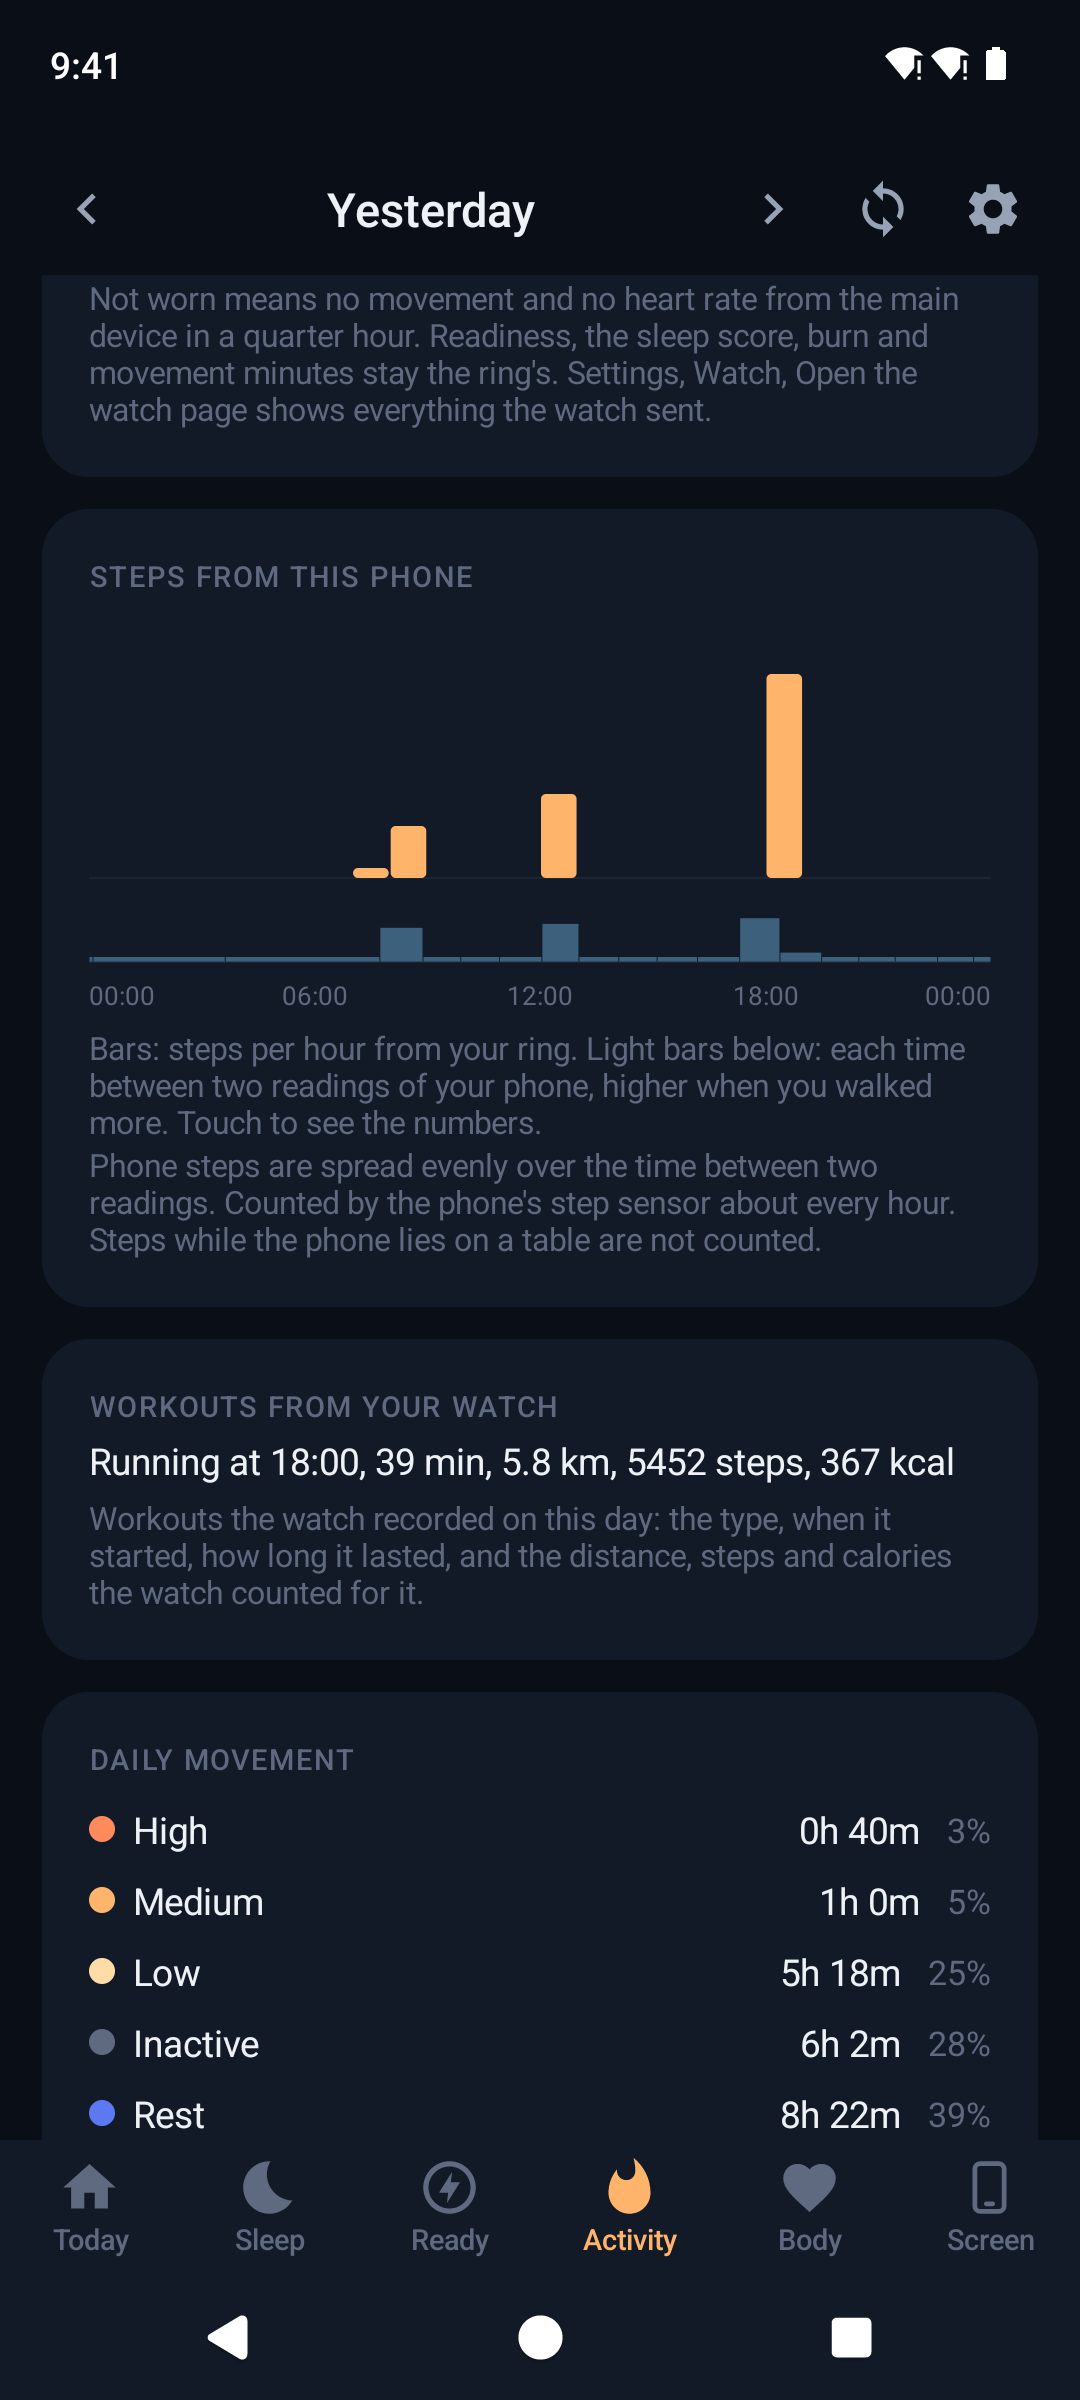 9:41
Yesterday
Not worn means no movement and no heart rate from the main
device in a quarter hour. Readiness, the sleep score, burn and
movement minutes stay the ring's. Settings, Watch, Open the
watch page shows everything the watch sent.
STEPS FROM THIS PHONE
00:00 06:00 12:00 18:00 00:00
Bars: steps per hour from your ring. Light bars below: each time
between two readings of your phone, higher when you walked
more. Touch to see the numbers.
Phone steps are spread evenly over the time between two
readings. Counted by the phone's step sensor about every hour.
Steps while the phone lies on a table are not counted.
WORKOUTS FROM YOUR WATCH
Running at 18:00, 39 min, 5.8 km, 5452 steps, 367 kcal
Workouts the watch recorded on this day: the type, when it
started, how long it lasted, and the distance, steps and calories
the watch counted for it.
DAILY MOVEMENT
High 0h 40m 3%
Medium 1h 0m 5%
Low 5h 18m 25%
Inactive 6h 2m 28%
Rest 8h 22m 39%
Today Sleep Ready Activity Body Screen